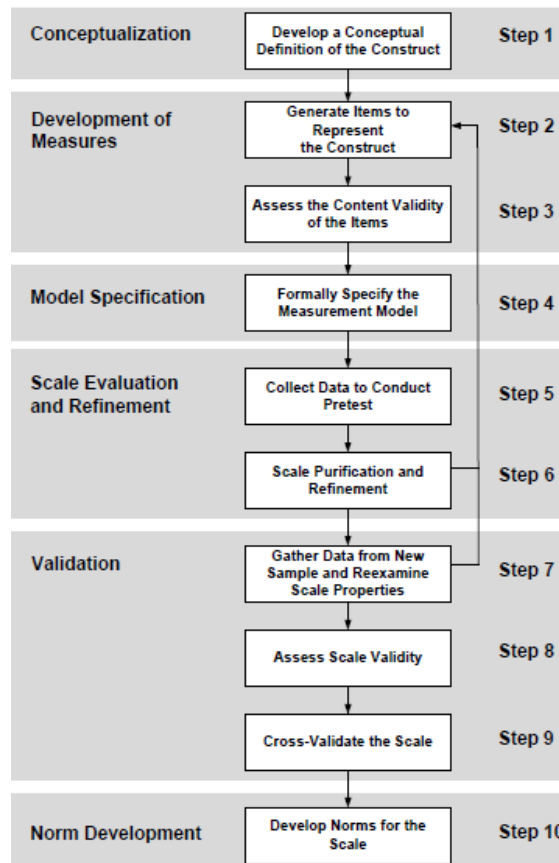 Conceptualization
Develop a Conceptual
Definition of the Construct
Step 1
Development of
Measures
Generate Items to
Represent
the Construct
Step 2
Assess the Content Validity
of the Items
Step 3
Model Specification
Formally Specify the
Measurement Model
Step 4
Scale Evaluation
and Refinement
Collect Data to Conduct
Pretest
Step 5
Scale Purification and
Refinement
Step 6
Validation
Gather Data from New
Sample and Reexamine
Scale Properties
Step 7
Assess Scale Validity
Step 8
Cross-Validate the Scale
Step 9
Norm Development
Develop Norms for the
Scale
Step 10